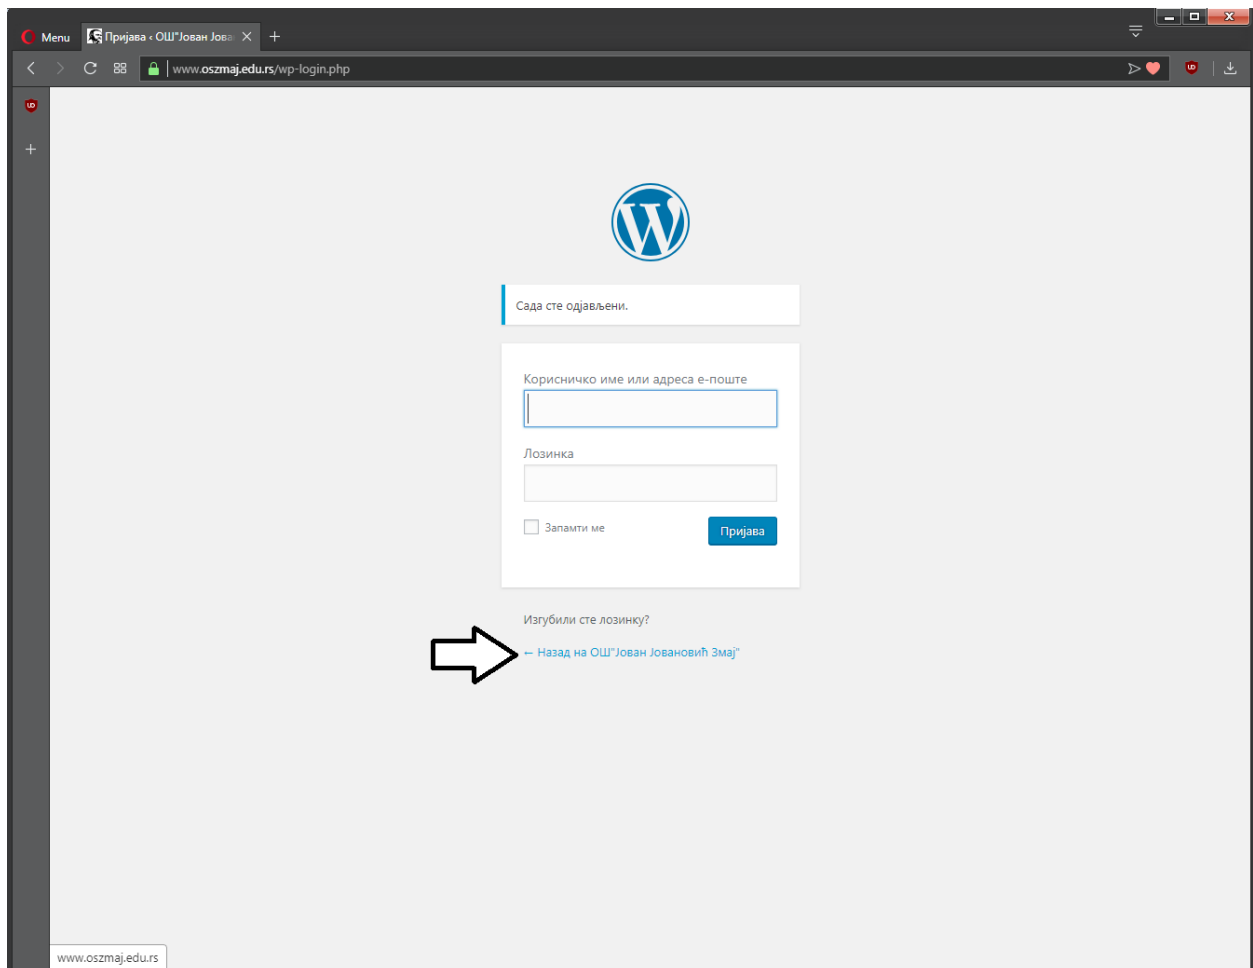 Menu
Пријава ‹ ОШ"Јован Јова
www.oszmaj.edu.rs/wp-login.php
Сада сте одјављени.
Корисничко име или адреса е-поште
Лозинка
Запамти ме
Пријава
Изгубили сте лозинку?
← Назад на ОШ"Јован Јовановић Змај"
www.oszmaj.edu.rs